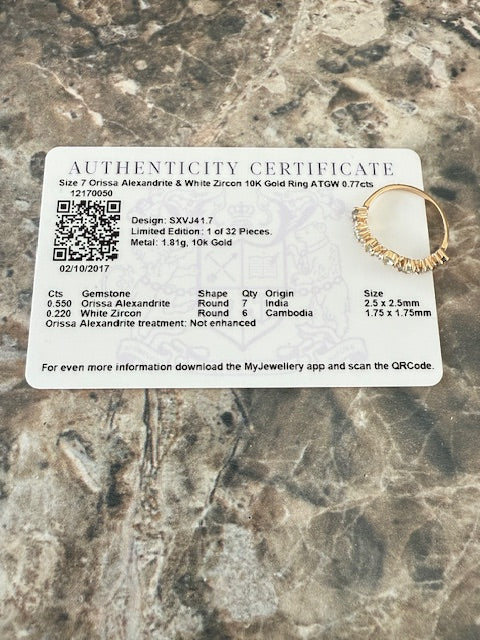 AUTHENTICITY CERTIFICATE
Size 7 Orissa Alexandrite & White Zircon 10K Gold Ring ATGW 0.77cts
12170050
Design: SXVJ41.7
Limited Edition: 1 of 32 Pieces.
Metal: 1.81g, 10k Gold
02/10/2017
Cts Gemstone Shape Qty Origin Size
0.550 Orissa Alexandrite Round 7 India 2.5 x 2.5mm
0.220 White Zircon Round 6 Cambodia 1.75 x 1.75mm
Orissa Alexandrite treatment: Not enhanced
For even more information download the MyJewellery app and scan the QRCode.